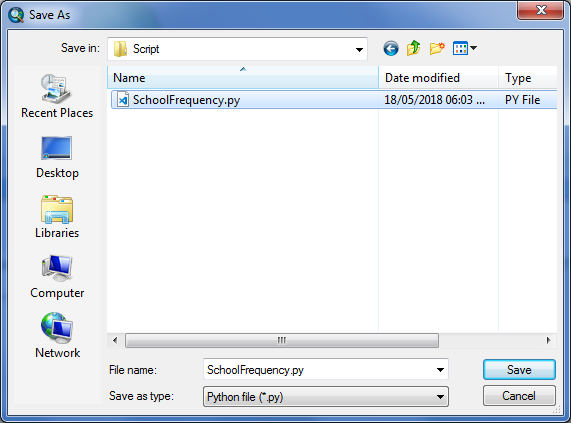 Save As
Save in: Script
Name Date modified Type
SchoolFrequency.py 18/05/2018 06:03 ... PY File
Recent Places
Desktop
Libraries
Computer
Network
File name: SchoolFrequency.py Save
Save as type: Python file (*.py) Cancel